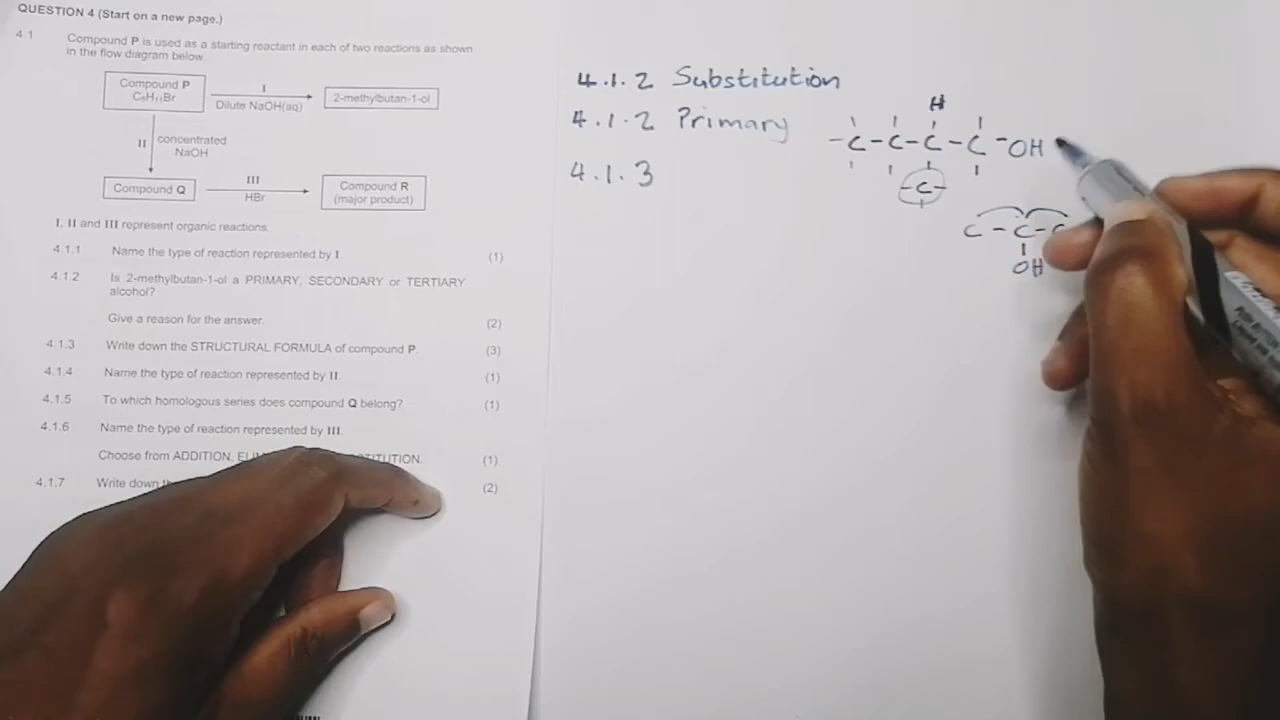 QUESTION 4 (Start on a new page.)
4.1 Compound P is used as a starting reactant in each of two reactions as shown
in the flow diagram below.
Compound P
C₅H₁₁Br
I
Dilute NaOH(aq)
2-methylbutan-1-ol
II concentrated
NaOH
Compound Q
III
HBr
Compound R
(major product)
I, II and III represent organic reactions.
4.1.1 Name the type of reaction represented by I. (1)
4.1.2 Is 2-methylbutan-1-ol a PRIMARY, SECONDARY or TERTIARY
alcohol?
Give a reason for the answer. (2)
4.1.3 Write down the STRUCTURAL FORMULA of compound P. (3)
4.1.4 Name the type of reaction represented by II. (1)
4.1.5 To which homologous series does compound Q belong? (1)
4.1.6 Name the type of reaction represented by III.
Choose from ADDITION, (1)
4.1.7 Write down (2)
4.1.2 Substitution
4.1.2 Primary
4.1.3
H
-C-C-C-C-OH
-C-
C-C-C
OH